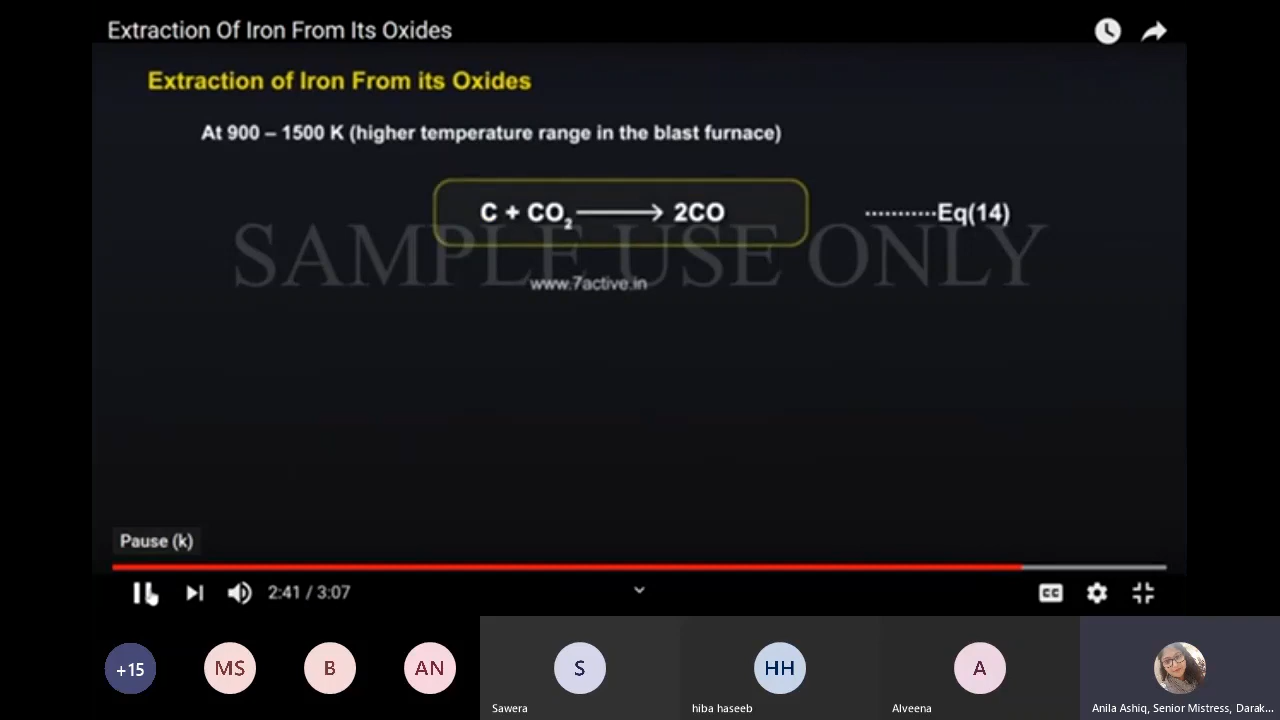 Extraction Of Iron From Its Oxides
Extraction of Iron From its Oxides
At 900 – 1500 K (higher temperature range in the blast furnace)
C + CO₂ ⟶ 2CO ...........Eq(14)
SAMPLE USE ONLY
www.7active.in
Pause (k)
2:41 / 3:07
CC
+15 MS B AN S HH A
Sawera hiba haseeb Alveena Anila Ashiq, Senior Mistress, Darak...